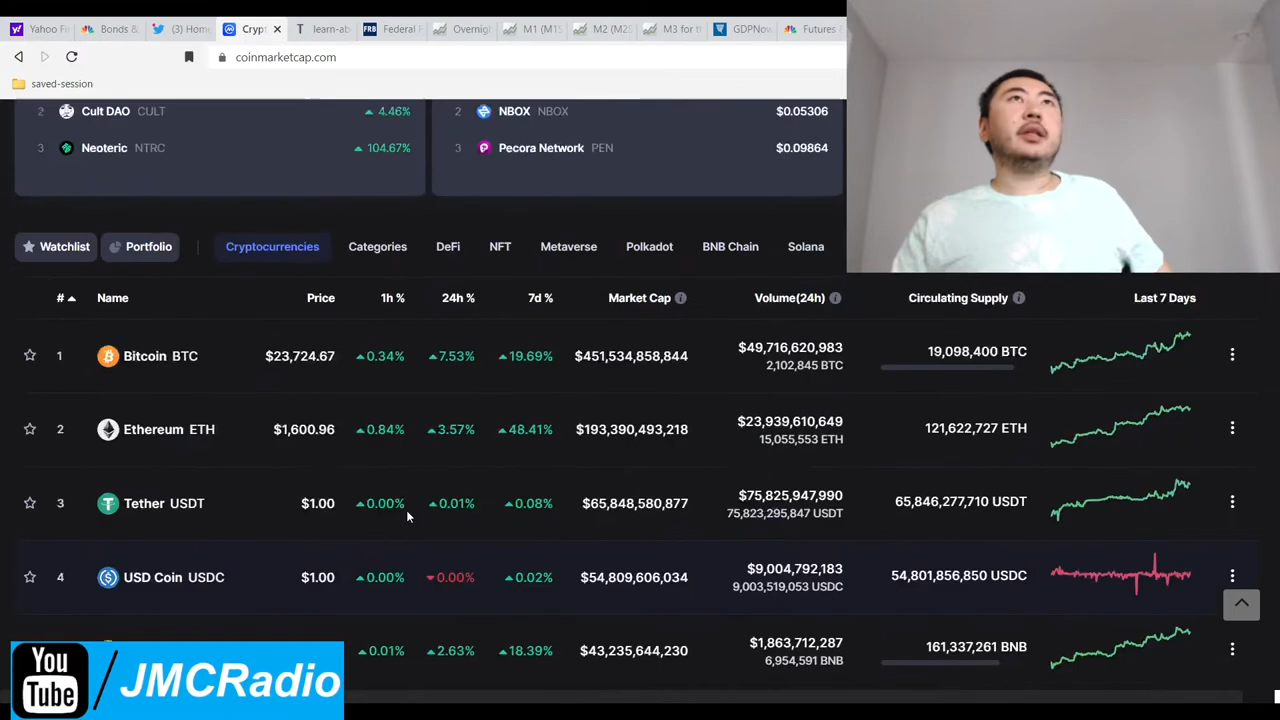 Yahoo Fi
Bonds &
(3) Hom
Cryp
learn-ab
Federal
Overnigh
M1 (M1S
M2 (M2S
M3 for t
GDPNow
Futures
FRB
coinmarketcap.com
saved-session
2 Cult DAO CULT 4.46%
2 NBOX NBOX $0.05306
3 Neoteric NTRC 104.67%
3 Pecora Network PEN $0.09864
Watchlist
Portfolio
Cryptocurrencies
Categories
DeFi
NFT
Metaverse
Polkadot
BNB Chain
Solana
# Name Price 1h % 24h % 7d % Market Cap Volume(24h) Circulating Supply Last 7 Days
1 Bitcoin BTC $23,724.67 0.34% 7.53% 19.69% $451,534,858,844 $49,716,620,983 19,098,400 BTC
2,102,845 BTC
2 Ethereum ETH $1,600.96 0.84% 3.57% 48.41% $193,390,493,218 $23,939,610,649 121,622,727 ETH
15,055,553 ETH
3 Tether USDT $1.00 0.00% 0.01% 0.08% $65,848,580,877 $75,825,947,990 65,846,277,710 USDT
75,823,295,847 USDT
4 USD Coin USDC $1.00 0.00% 0.00% 0.02% $54,809,606,034 $9,004,792,183 54,801,856,850 USDC
9,003,519,053 USDC
0.01% 2.63% 18.39% $43,235,644,230 $1,863,712,287 161,337,261 BNB
6,954,591 BNB
You
Tube
/JMCRadio